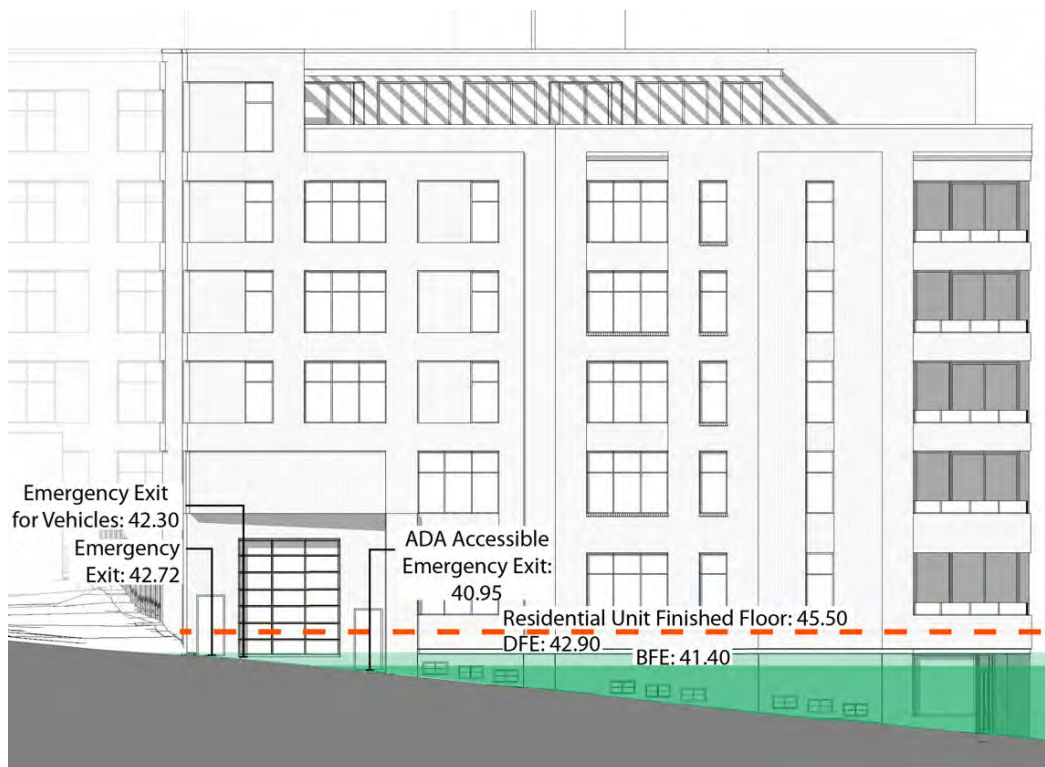 Emergency Exit
for Vehicles: 42.30
Emergency
Exit: 42.72
ADA Accessible
Emergency Exit:
40.95
Residential Unit Finished Floor: 45.50
DFE: 42.90
BFE: 41.40